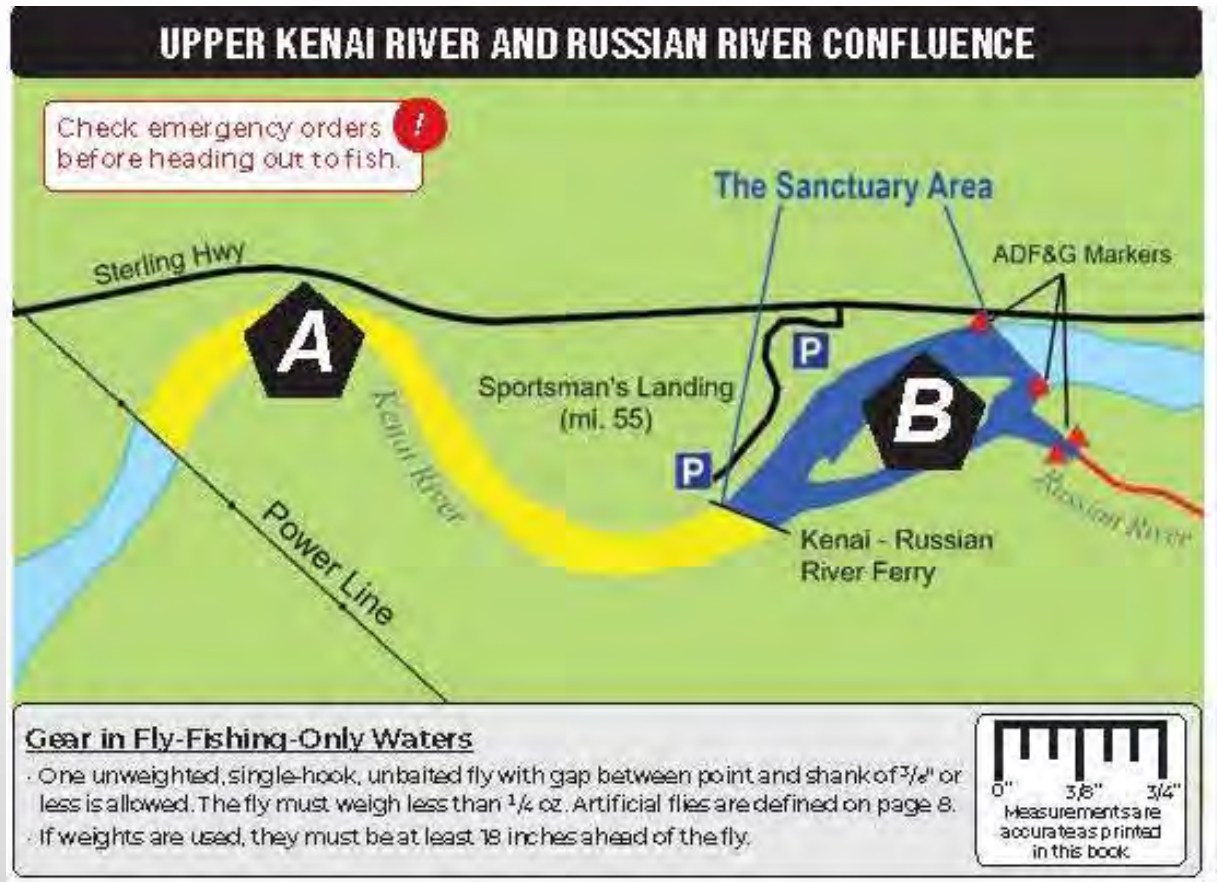 UPPER KENAI RIVER AND RUSSIAN RIVER CONFLUENCE
Check emergency orders
before heading out to fish.
!
The Sanctuary Area
Sterling Hwy
ADF&G Markers
A
P
Sportsman's Landing
(mi. 55)
B
Kenai River
P
Russian River
Power Line
Kenai - Russian
River Ferry
Gear in Fly-Fishing-Only Waters
· One unweighted, single-hook, unbaited fly with gap between point and shank of 3/8" or
less is allowed. The fly must weigh less than 1/4 oz. Artificial flies are defined on page 8.
· If weights are used, they must be at least 18 inches ahead of the fly.
0" 3/8" 3/4"
Measurements are
accurate as printed
in this book.